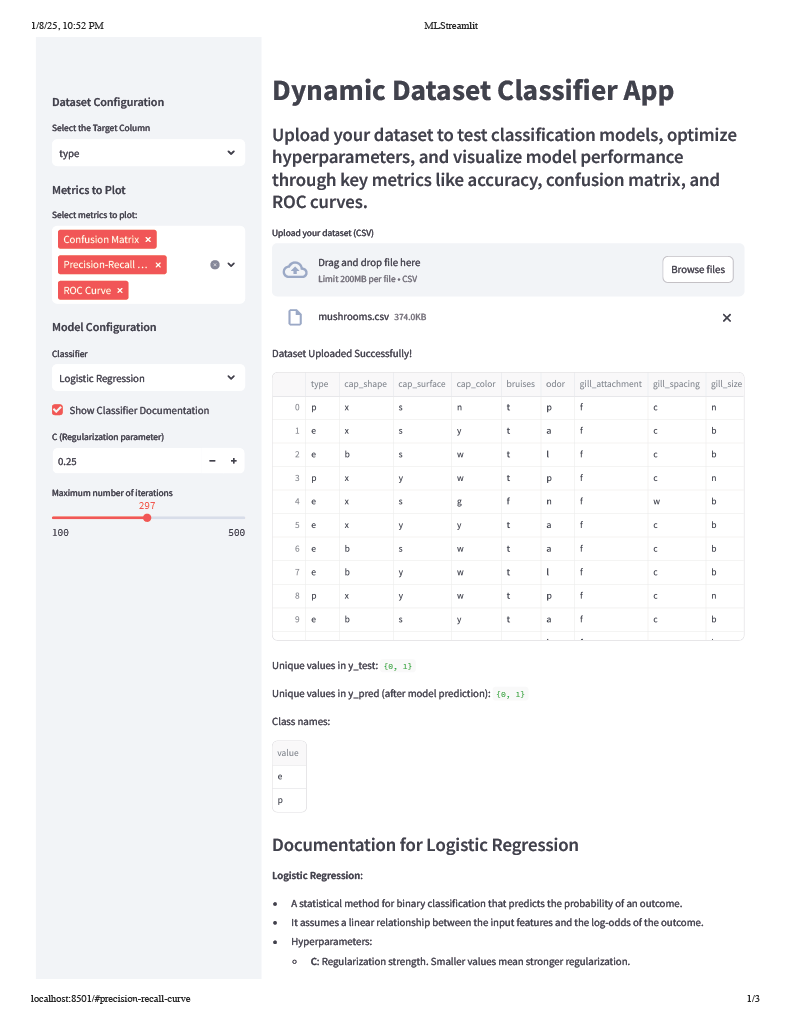 1/8/25, 10:52 PM MLStreamlit
Dataset Configuration
Select the Target Column
type
Metrics to Plot
Select metrics to plot:
Confusion Matrix ×
Precision-Recall ... ×
ROC Curve ×
Model Configuration
Classifier
Logistic Regression
Show Classifier Documentation
C (Regularization parameter)
0.25 − +
Maximum number of iterations
297
100 500
Dynamic Dataset Classifier App
Upload your dataset to test classification models, optimize
hyperparameters, and visualize model performance
through key metrics like accuracy, confusion matrix, and
ROC curves.
Upload your dataset (CSV)
Drag and drop file here
Limit 200MB per file • CSV
Browse files
mushrooms.csv 374.0KB
Dataset Uploaded Successfully!
type cap_shape cap_surface cap_color bruises odor gill_attachment gill_spacing gill_size
0 p x s n t p f c n
1 e x s y t a f c b
2 e b s w t l f c b
3 p x y w t p f c n
4 e x s g f n f w b
5 e x y y t a f c b
6 e b s w t a f c b
7 e b y w t l f c b
8 p x y w t p f c n
9 e b s y t a f c b
Unique values in y_test: {0, 1}
Unique values in y_pred (after model prediction): {0, 1}
Class names:
value
e
p
Documentation for Logistic Regression
Logistic Regression:
• A statistical method for binary classification that predicts the probability of an outcome.
• It assumes a linear relationship between the input features and the log-odds of the outcome.
• Hyperparameters:
◦ C: Regularization strength. Smaller values mean stronger regularization.
localhost:8501/#precision-recall-curve 1/3